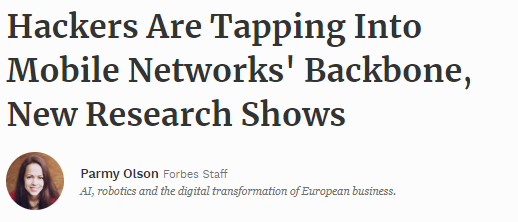 Hackers Are Tapping Into
Mobile Networks' Backbone,
New Research Shows
Parmy Olson Forbes Staff
AI, robotics and the digital transformation of European business.